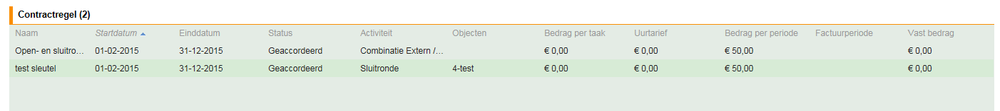 Contractregel (2)
Naam Startdatum Einddatum Status Activiteit Objecten Bedrag per taak Uurtarief Bedrag per periode Factuurperiode Vast bedrag
Open- en sluitro... 01-02-2015 31-12-2015 Geaccordeerd Combinatie Extern /... € 0,00 € 0,00 € 50,00 € 0,00
test sleutel 01-02-2015 31-12-2015 Geaccordeerd Sluitronde 4-test € 0,00 € 0,00 € 50,00 € 0,00